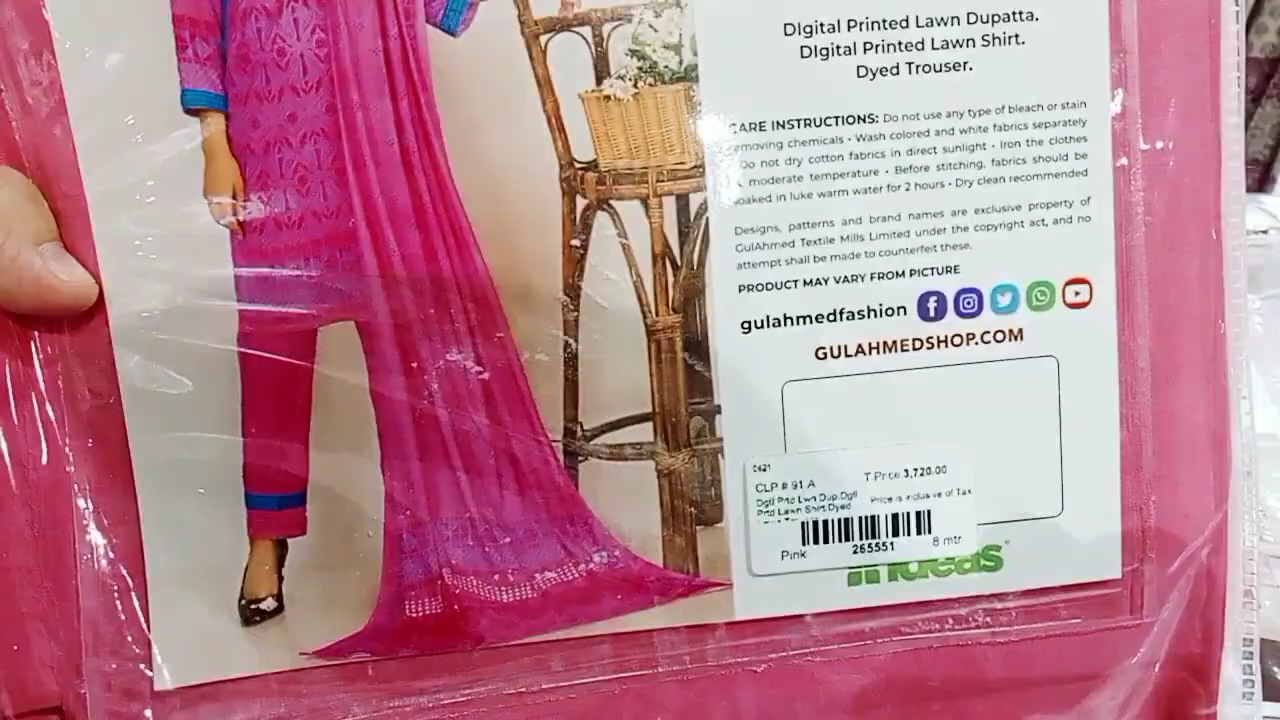 DIgital Printed Lawn Dupatta.
DIgital Printed Lawn Shirt.
Dyed Trouser.
CARE INSTRUCTIONS: Do not use any type of bleach or stain
removing chemicals • Wash colored and white fabrics separately
• Do not dry cotton fabrics in direct sunlight • Iron the clothes
moderate temperature • Before stitching, fabrics should be
soaked in luke warm water for 2 hours • Dry clean recommended
Designs, patterns and brand names are exclusive property of
GulAhmed Textile Mills Limited under the copyright act, and no
attempt shall be made to counterfeit these.
PRODUCT MAY VARY FROM PICTURE
gulahmedfashion
GULAHMEDSHOP.COM
0621
CLP # 91 A T.Price 3,720.00
Dgtl Prtd Lwn Dup.Dgtl Price is inclusive of Tax
Prtd Lawn Shirt.Dyed
Pink 265551 8 mtr
ideas